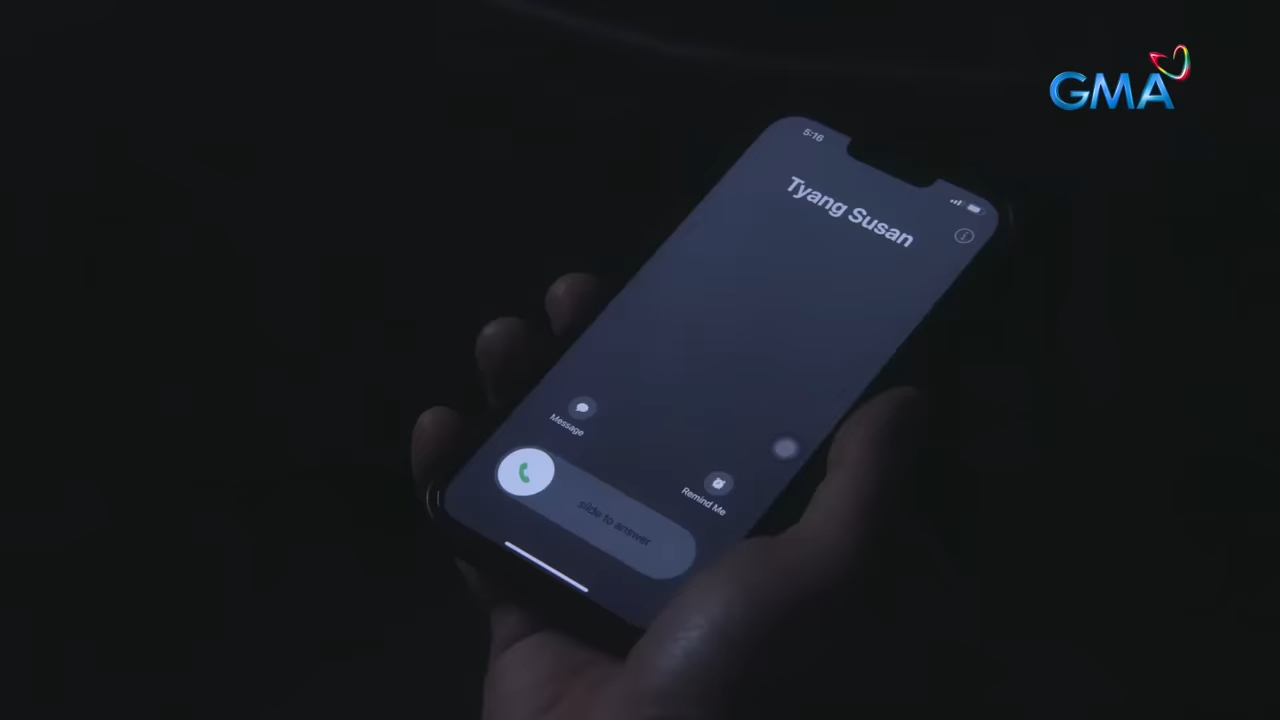 GMA
5:16
Tyang Susan
Message
Remind Me
slide to answer